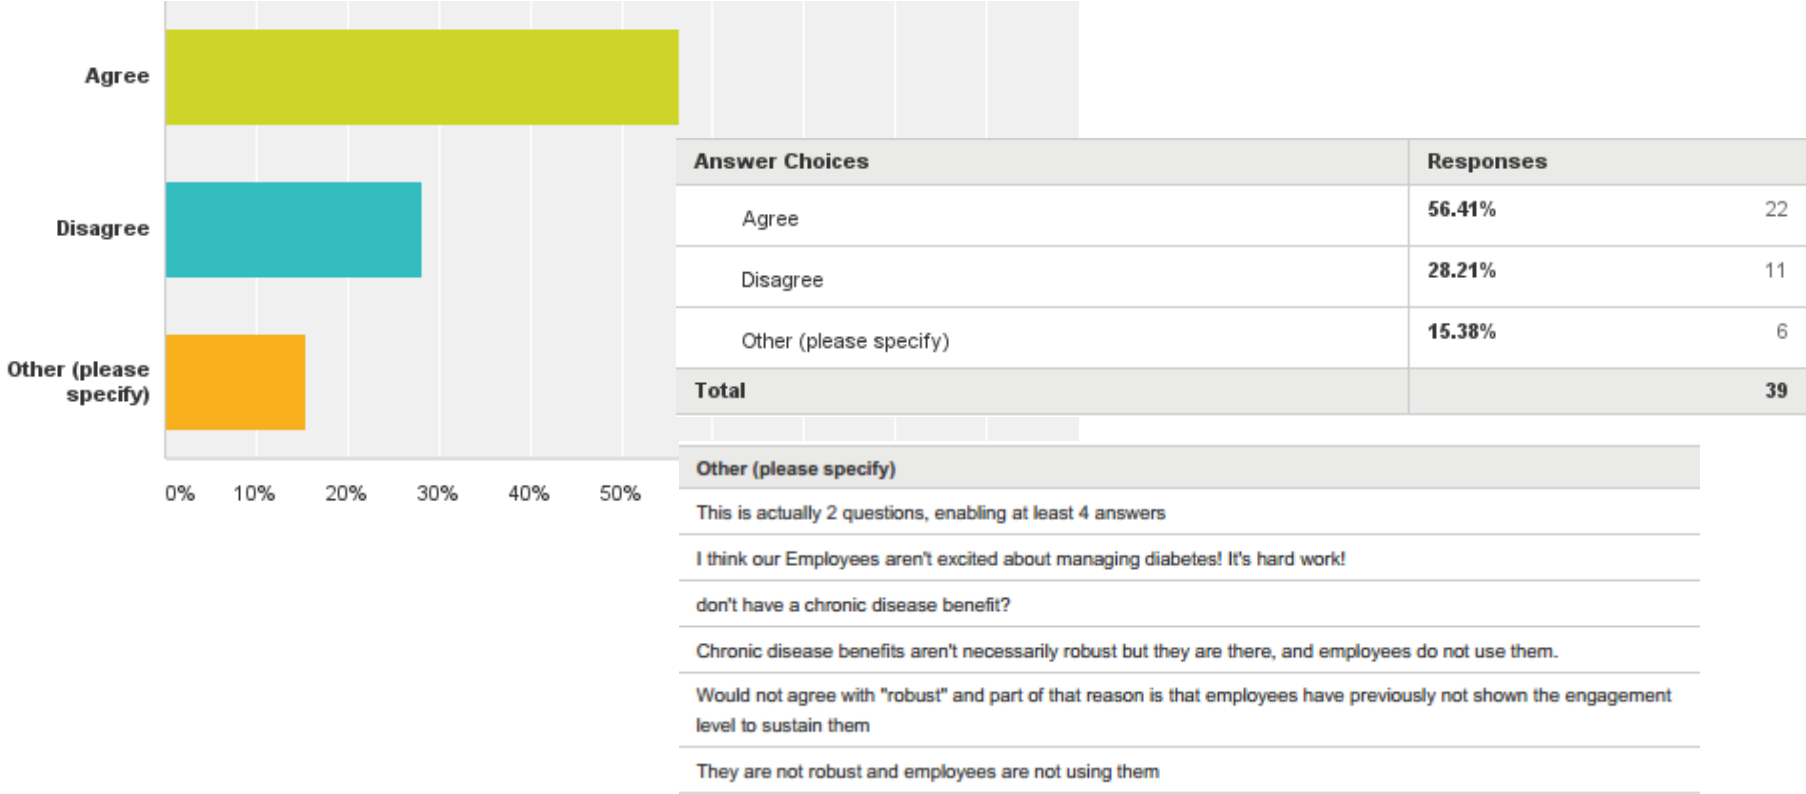 Agree
Disagree
Other (please
specify)
0% 10% 20% 30% 40% 50%
Answer Choices Responses
Agree 56.41% 22
Disagree 28.21% 11
Other (please specify) 15.38% 6
Total 39
Other (please specify)
This is actually 2 questions, enabling at least 4 answers
I think our Employees aren't excited about managing diabetes! It's hard work!
don't have a chronic disease benefit?
Chronic disease benefits aren't necessarily robust but they are there, and employees do not use them.
Would not agree with "robust" and part of that reason is that employees have previously not shown the engagement
level to sustain them
They are not robust and employees are not using them